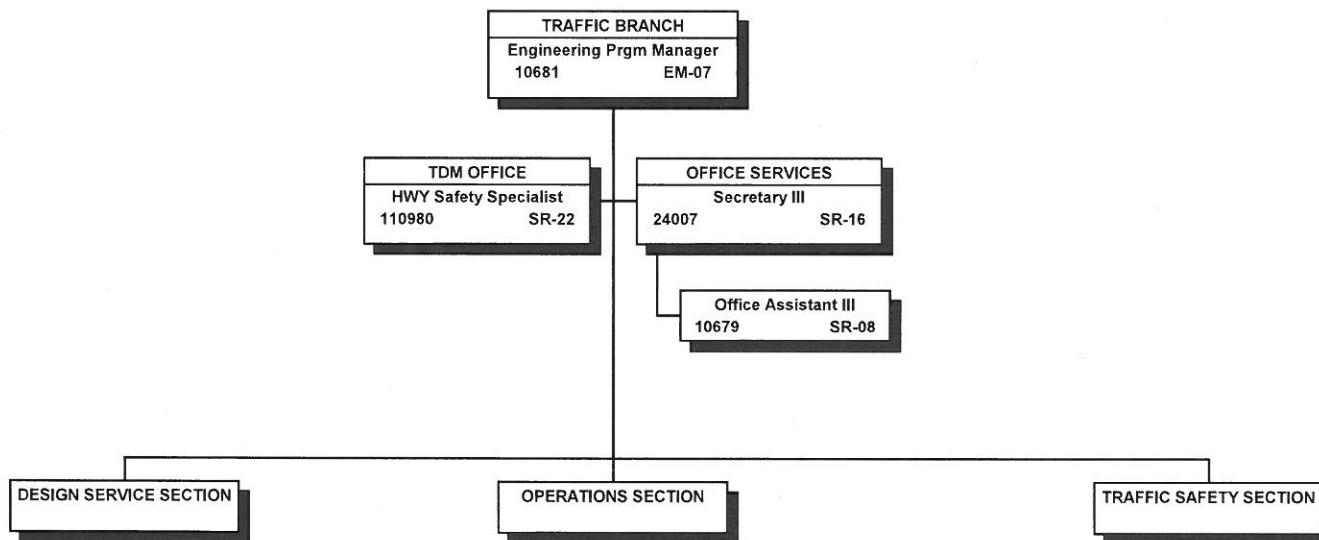 TRAFFIC BRANCH
Engineering Prgm Manager
10681 EM-07
TDM OFFICE
HWY Safety Specialist
110980 SR-22
OFFICE SERVICES
Secretary III
24007 SR-16
Office Assistant III
10679 SR-08
DESIGN SERVICE SECTION
OPERATIONS SECTION
TRAFFIC SAFETY SECTION